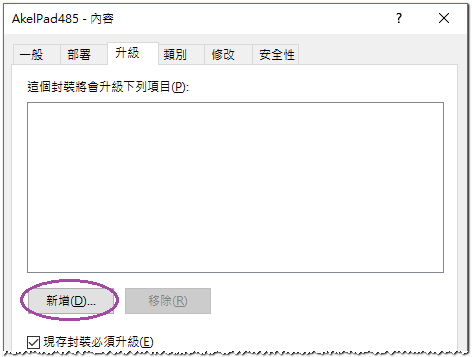 AkelPad485 - 內容
?
一般 部署 升級 類別 修改 安全性
這個封裝將會升級下列項目(P):
新增(D)... 移除(R)
現存封裝必須升級(E)